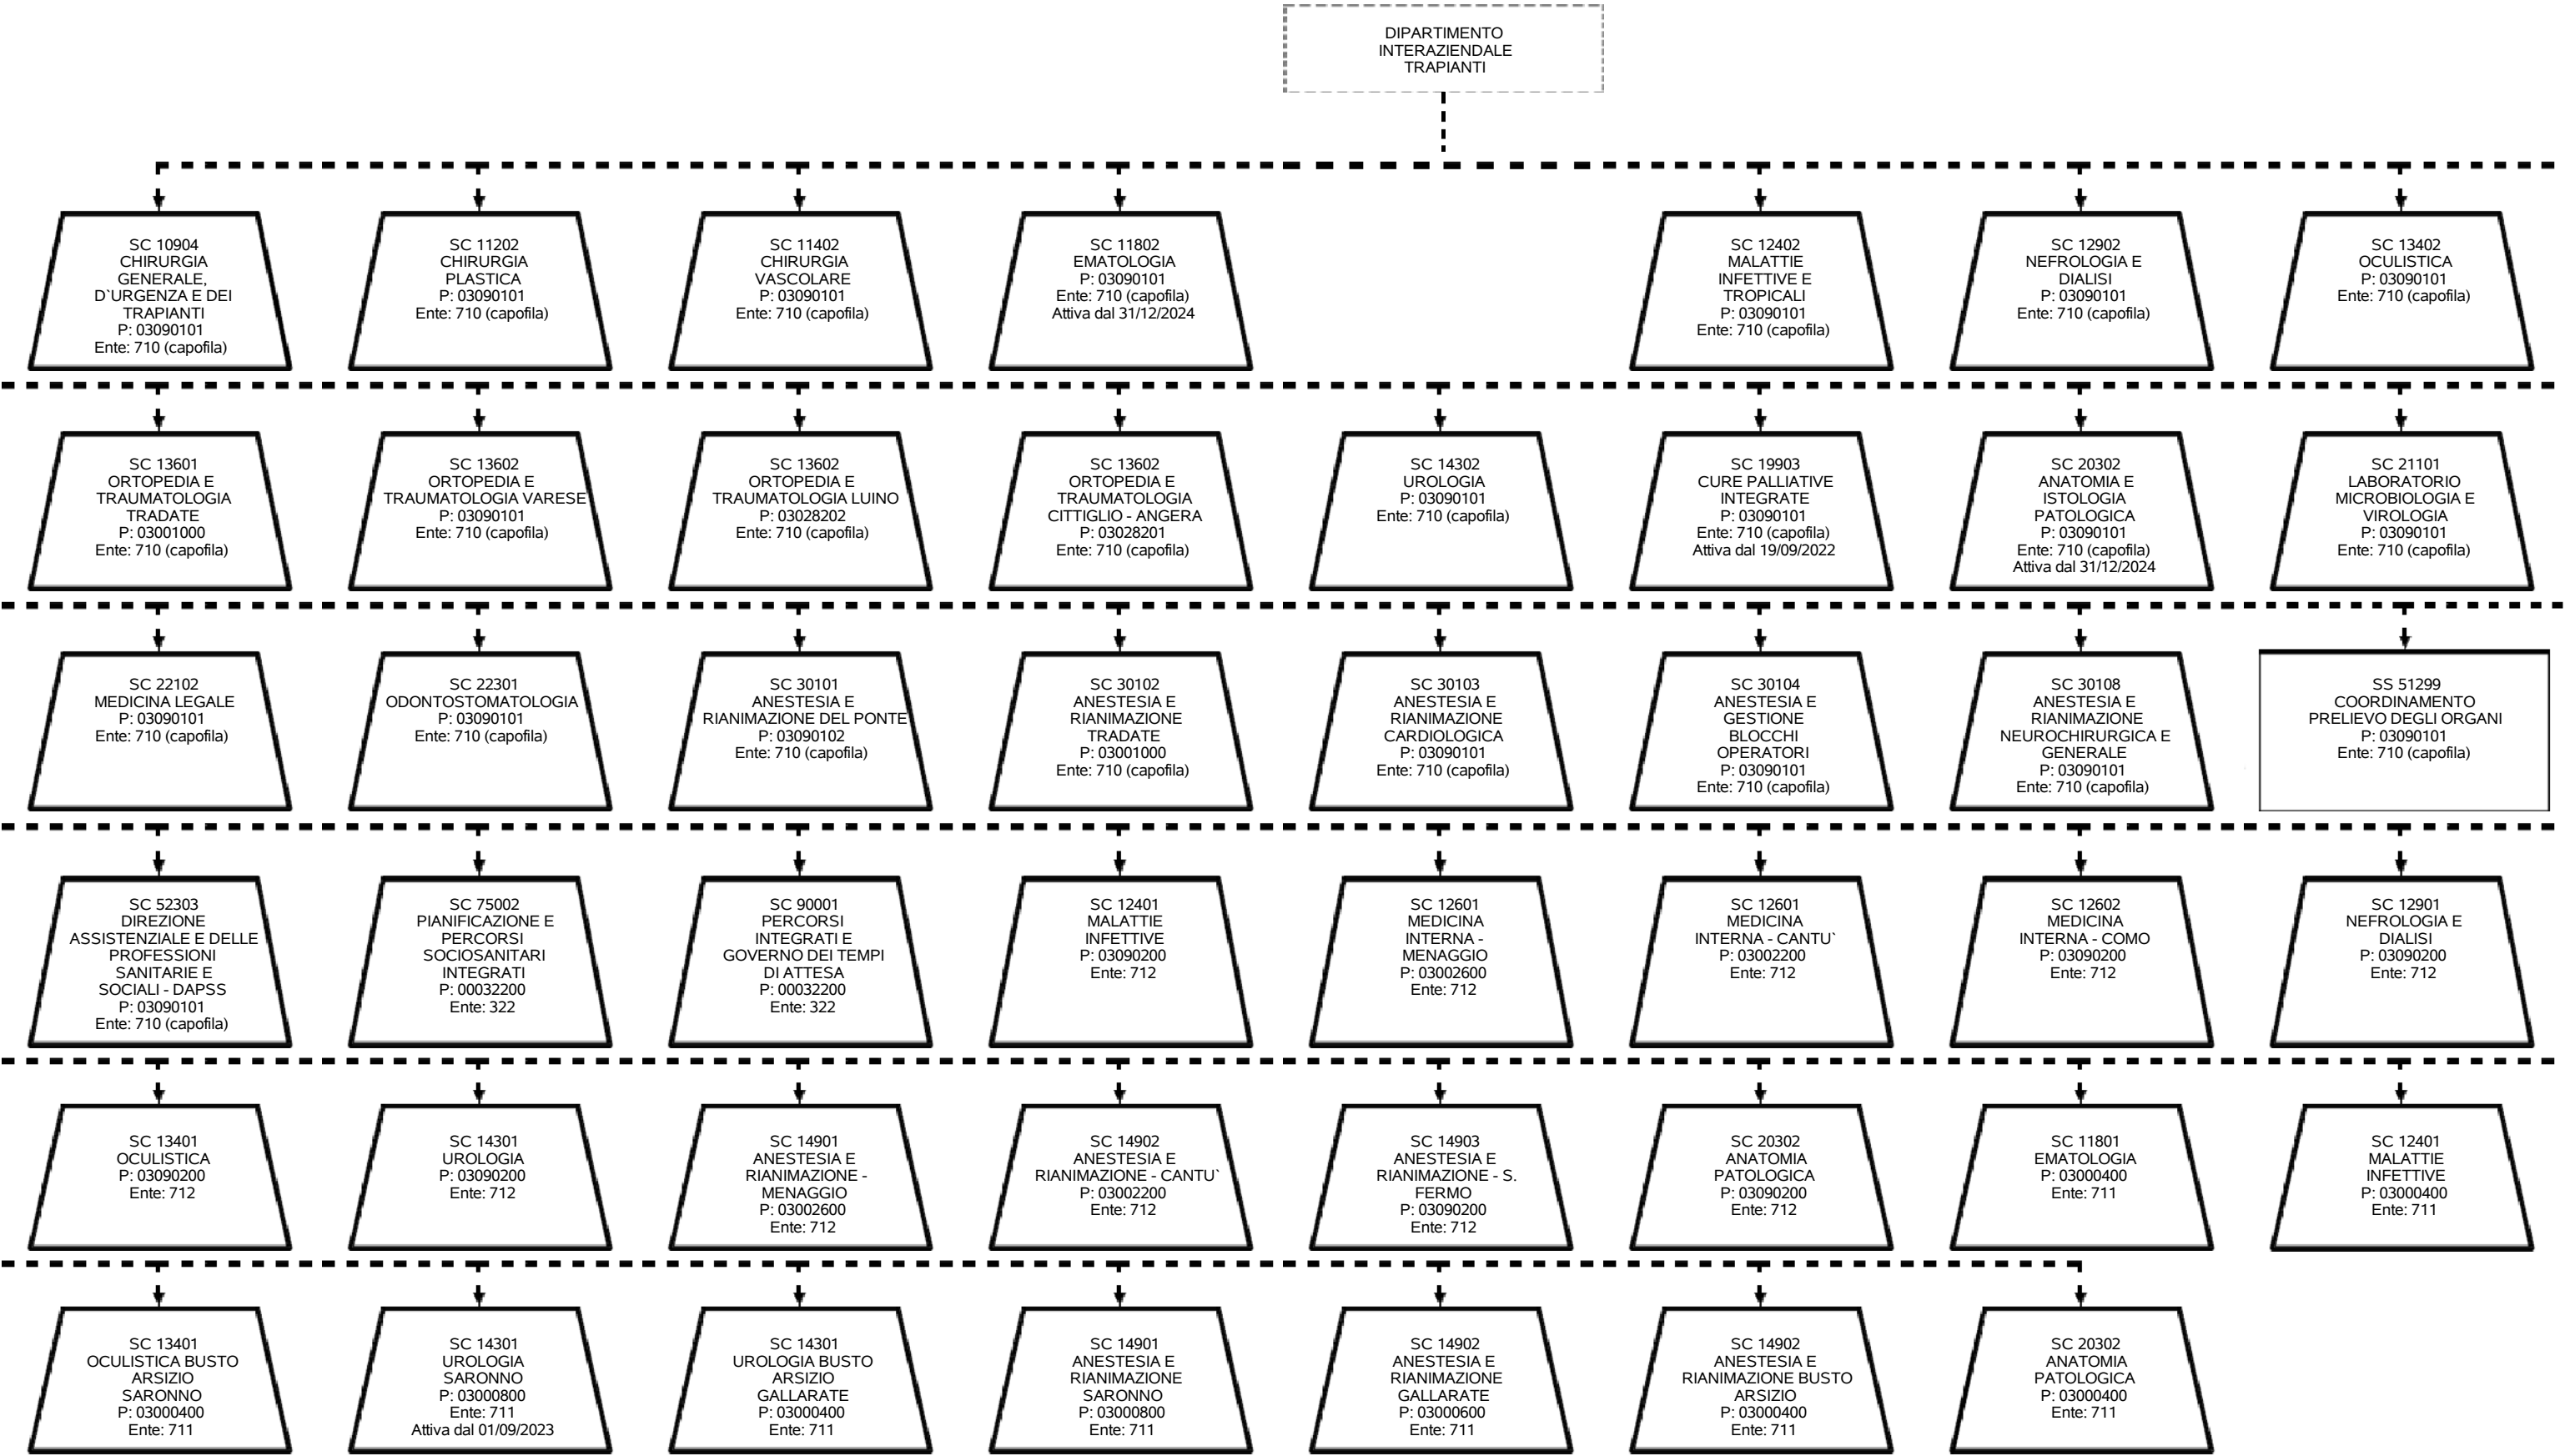 DIPARTIMENTO
INTERAZIENDALE
TRAPIANTI
SC 10904
CHIRURGIA
GENERALE,
D`URGENZA E DEI
TRAPIANTI
P: 03090101
Ente: 710 (capofila)
SC 11202
CHIRURGIA
PLASTICA
P: 03090101
Ente: 710 (capofila)
SC 11402
CHIRURGIA
VASCOLARE
P: 03090101
Ente: 710 (capofila)
SC 11802
EMATOLOGIA
P: 03090101
Ente: 710 (capofila)
Attiva dal 31/12/2024
SC 12402
MALATTIE
INFETTIVE E
TROPICALI
P: 03090101
Ente: 710 (capofila)
SC 12902
NEFROLOGIA E
DIALISI
P: 03090101
Ente: 710 (capofila)
SC 13402
OCULISTICA
P: 03090101
Ente: 710 (capofila)
SC 13601
ORTOPEDIA E
TRAUMATOLOGIA
TRADATE
P: 03001000
Ente: 710 (capofila)
SC 13602
ORTOPEDIA E
TRAUMATOLOGIA VARESE
P: 03090101
Ente: 710 (capofila)
SC 13602
ORTOPEDIA E
TRAUMATOLOGIA LUINO
P: 03028202
Ente: 710 (capofila)
SC 13602
ORTOPEDIA E
TRAUMATOLOGIA
CITTIGLIO - ANGERA
P: 03028201
Ente: 710 (capofila)
SC 14302
UROLOGIA
P: 03090101
Ente: 710 (capofila)
SC 19903
CURE PALLIATIVE
INTEGRATE
P: 03090101
Ente: 710 (capofila)
Attiva dal 19/09/2022
SC 20302
ANATOMIA E
ISTOLOGIA
PATOLOGICA
P: 03090101
Ente: 710 (capofila)
Attiva dal 31/12/2024
SC 21101
LABORATORIO
MICROBIOLOGIA E
VIROLOGIA
P: 03090101
Ente: 710 (capofila)
SC 22102
MEDICINA LEGALE
P: 03090101
Ente: 710 (capofila)
SC 22301
ODONTOSTOMATOLOGIA
P: 03090101
Ente: 710 (capofila)
SC 30101
ANESTESIA E
RIANIMAZIONE DEL PONTE
P: 03090102
Ente: 710 (capofila)
SC 30102
ANESTESIA E
RIANIMAZIONE
TRADATE
P: 03001000
Ente: 710 (capofila)
SC 30103
ANESTESIA E
RIANIMAZIONE
CARDIOLOGICA
P: 03090101
Ente: 710 (capofila)
SC 30104
ANESTESIA E
GESTIONE
BLOCCHI
OPERATORI
P: 03090101
Ente: 710 (capofila)
SC 30108
ANESTESIA E
RIANIMAZIONE
NEUROCHIRURGICA E
GENERALE
P: 03090101
Ente: 710 (capofila)
SS 51299
COORDINAMENTO
PRELIEVO DEGLI ORGANI
P: 03090101
Ente: 710 (capofila)
SC 52303
DIREZIONE
ASSISTENZIALE E DELLE
PROFESSIONI
SANITARIE E
SOCIALI - DAPSS
P: 03090101
Ente: 710 (capofila)
SC 75002
PIANIFICAZIONE E
PERCORSI
SOCIOSANITARI
INTEGRATI
P: 00032200
Ente: 322
SC 90001
PERCORSI
INTEGRATI E
GOVERNO DEI TEMPI
DI ATTESA
P: 00032200
Ente: 322
SC 12401
MALATTIE
INFETTIVE
P: 03090200
Ente: 712
SC 12601
MEDICINA
INTERNA -
MENAGGIO
P: 03002600
Ente: 712
SC 12601
MEDICINA
INTERNA - CANTU`
P: 03002200
Ente: 712
SC 12602
MEDICINA
INTERNA - COMO
P: 03090200
Ente: 712
SC 12901
NEFROLOGIA E
DIALISI
P: 03090200
Ente: 712
SC 13401
OCULISTICA
P: 03090200
Ente: 712
SC 14301
UROLOGIA
P: 03090200
Ente: 712
SC 14901
ANESTESIA E
RIANIMAZIONE -
MENAGGIO
P: 03002600
Ente: 712
SC 14902
ANESTESIA E
RIANIMAZIONE - CANTU`
P: 03002200
Ente: 712
SC 14903
ANESTESIA E
RIANIMAZIONE - S.
FERMO
P: 03090200
Ente: 712
SC 20302
ANATOMIA
PATOLOGICA
P: 03090200
Ente: 712
SC 11801
EMATOLOGIA
P: 03000400
Ente: 711
SC 12401
MALATTIE
INFETTIVE
P: 03000400
Ente: 711
SC 13401
OCULISTICA BUSTO
ARSIZIO
SARONNO
P: 03000400
Ente: 711
SC 14301
UROLOGIA
SARONNO
P: 03000800
Ente: 711
Attiva dal 01/09/2023
SC 14301
UROLOGIA BUSTO
ARSIZIO
GALLARATE
P: 03000400
Ente: 711
SC 14901
ANESTESIA E
RIANIMAZIONE
SARONNO
P: 03000800
Ente: 711
SC 14902
ANESTESIA E
RIANIMAZIONE
GALLARATE
P: 03000600
Ente: 711
SC 14902
ANESTESIA E
RIANIMAZIONE BUSTO
ARSIZIO
P: 03000400
Ente: 711
SC 20302
ANATOMIA
PATOLOGICA
P: 03000400
Ente: 711